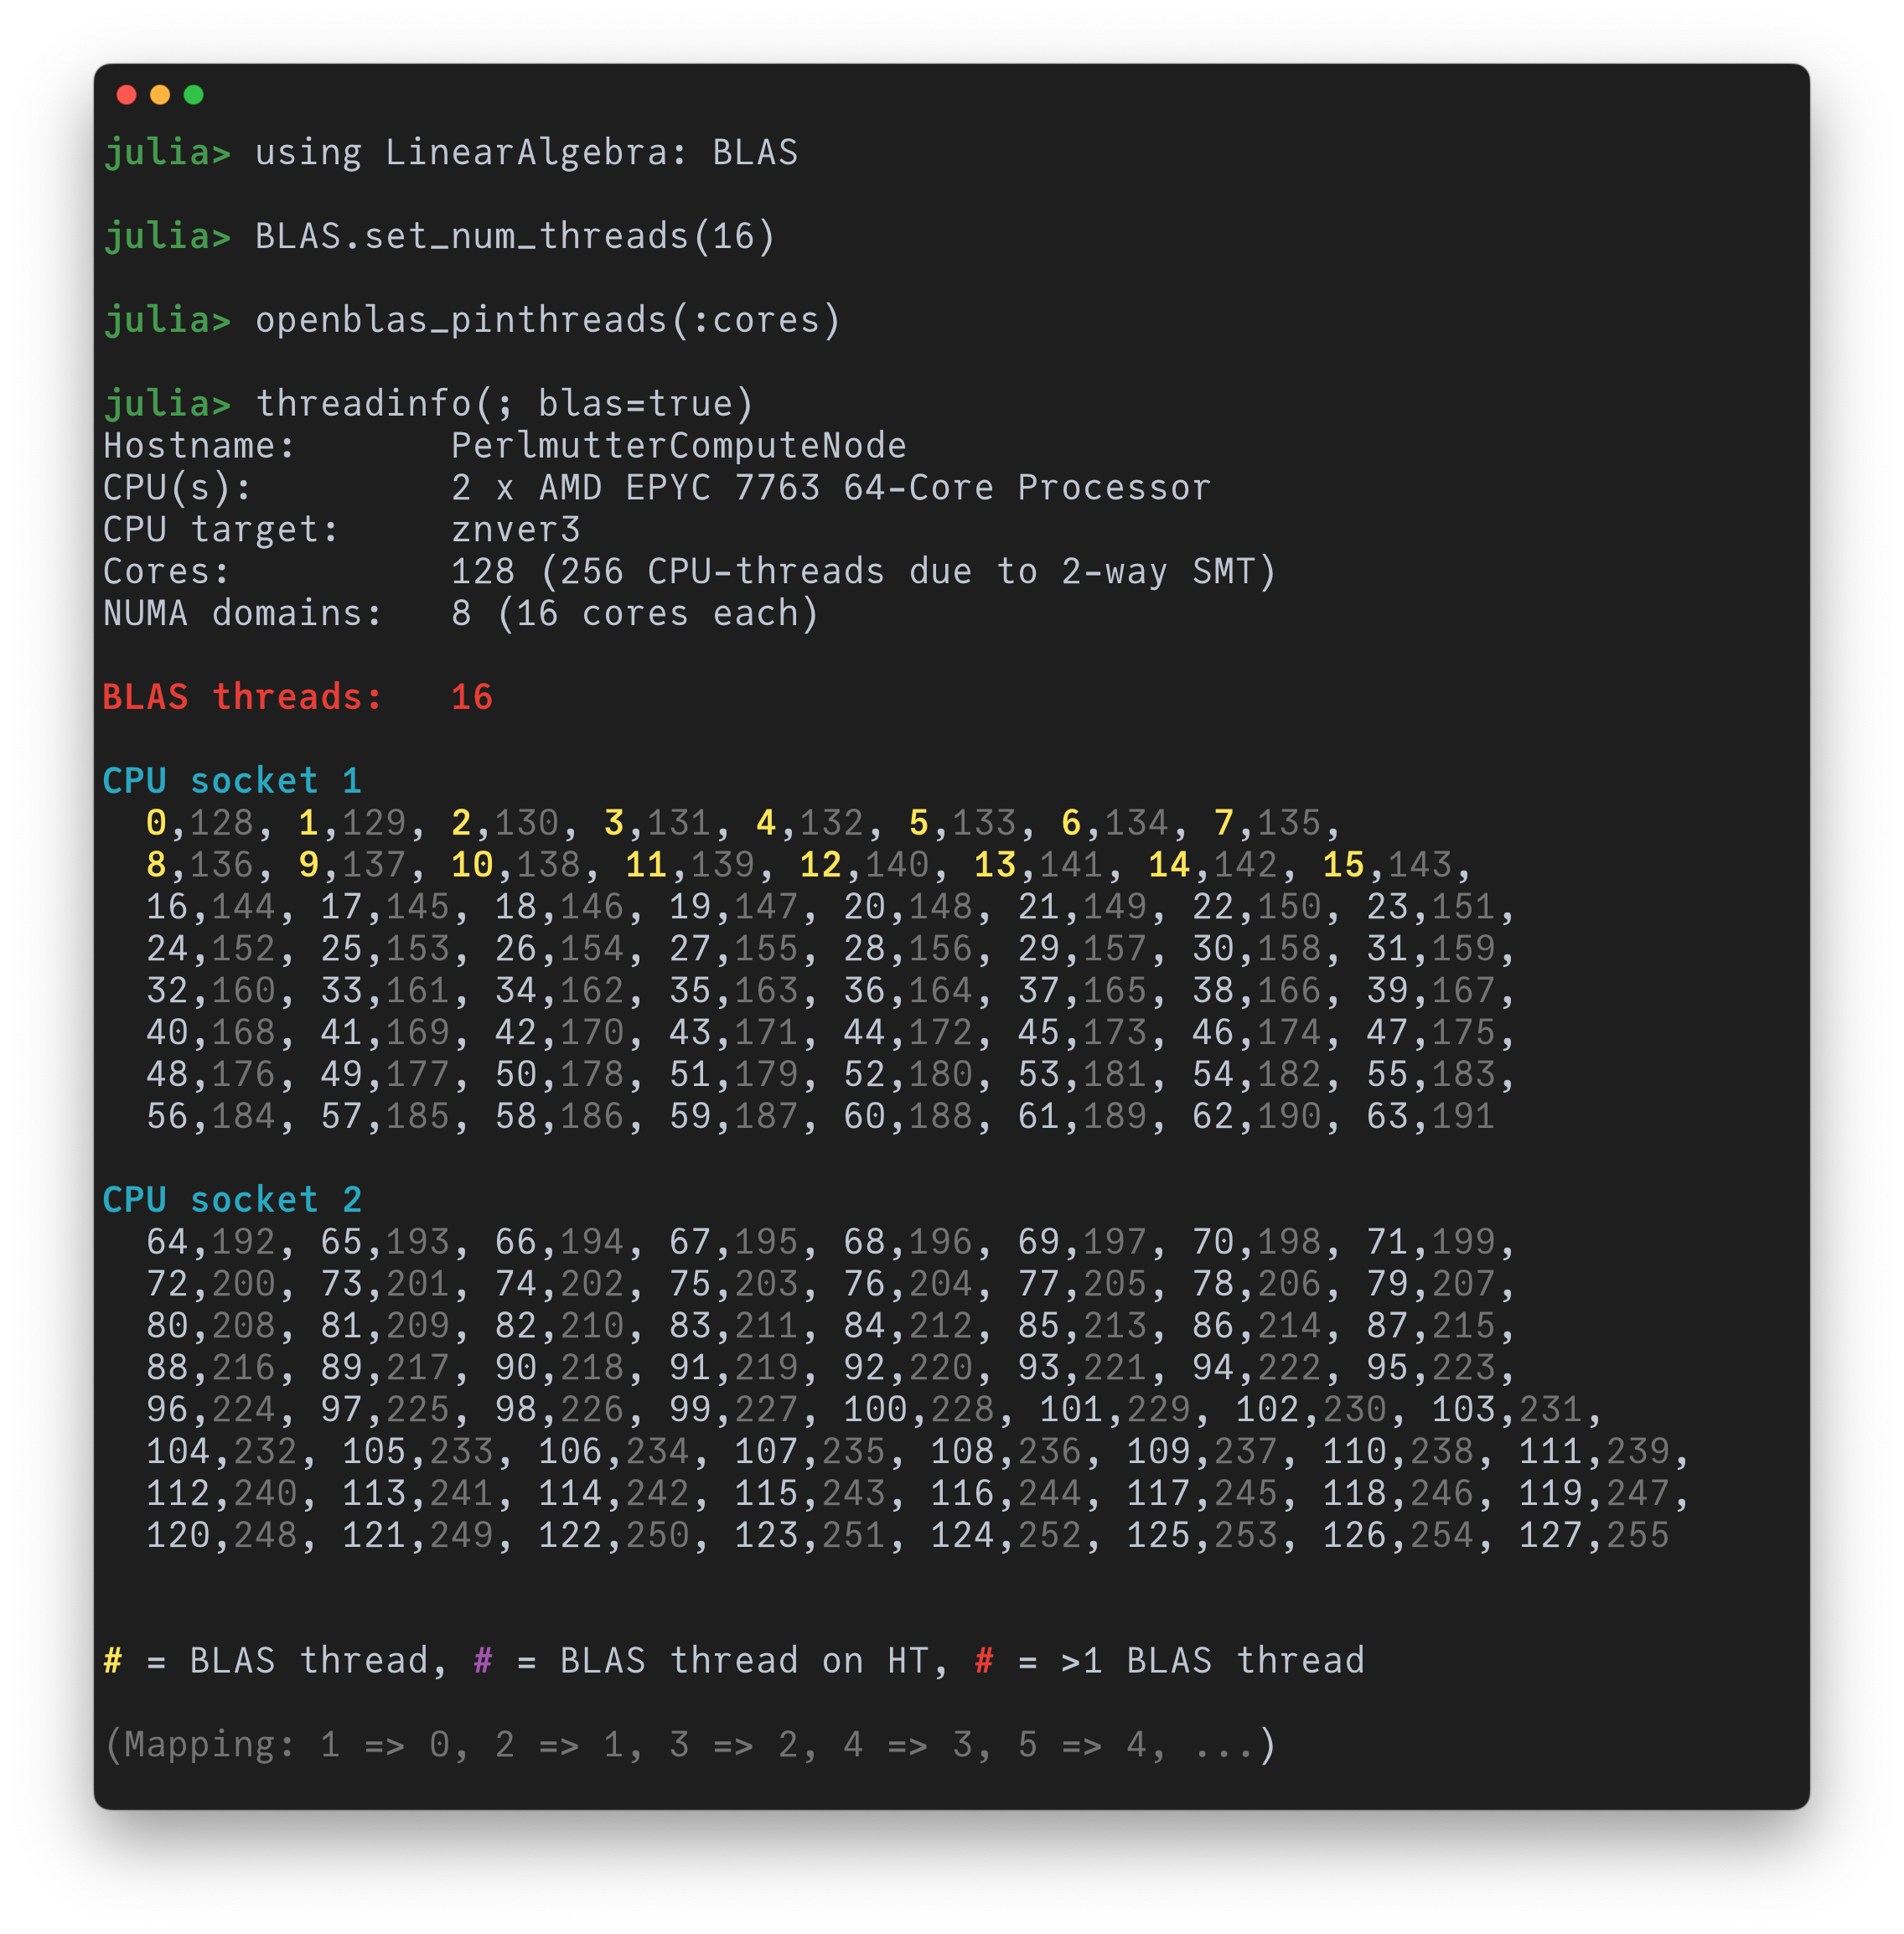 julia> using LinearAlgebra: BLAS
julia> BLAS.set_num_threads(16)
julia> openblas_pinthreads(:cores)
julia> threadinfo(; blas=true)
Hostname: PerlmutterComputeNode
CPU(s): 2 x AMD EPYC 7763 64-Core Processor
CPU target: znver3
Cores: 128 (256 CPU-threads due to 2-way SMT)
NUMA domains: 8 (16 cores each)
BLAS threads: 16
CPU socket 1
0,128, 1,129, 2,130, 3,131, 4,132, 5,133, 6,134, 7,135,
8,136, 9,137, 10,138, 11,139, 12,140, 13,141, 14,142, 15,143,
16,144, 17,145, 18,146, 19,147, 20,148, 21,149, 22,150, 23,151,
24,152, 25,153, 26,154, 27,155, 28,156, 29,157, 30,158, 31,159,
32,160, 33,161, 34,162, 35,163, 36,164, 37,165, 38,166, 39,167,
40,168, 41,169, 42,170, 43,171, 44,172, 45,173, 46,174, 47,175,
48,176, 49,177, 50,178, 51,179, 52,180, 53,181, 54,182, 55,183,
56,184, 57,185, 58,186, 59,187, 60,188, 61,189, 62,190, 63,191
CPU socket 2
64,192, 65,193, 66,194, 67,195, 68,196, 69,197, 70,198, 71,199,
72,200, 73,201, 74,202, 75,203, 76,204, 77,205, 78,206, 79,207,
80,208, 81,209, 82,210, 83,211, 84,212, 85,213, 86,214, 87,215,
88,216, 89,217, 90,218, 91,219, 92,220, 93,221, 94,222, 95,223,
96,224, 97,225, 98,226, 99,227, 100,228, 101,229, 102,230, 103,231,
104,232, 105,233, 106,234, 107,235, 108,236, 109,237, 110,238, 111,239,
112,240, 113,241, 114,242, 115,243, 116,244, 117,245, 118,246, 119,247,
120,248, 121,249, 122,250, 123,251, 124,252, 125,253, 126,254, 127,255
# = BLAS thread, # = BLAS thread on HT, # = >1 BLAS thread
(Mapping: 1 => 0, 2 => 1, 3 => 2, 4 => 3, 5 => 4, ...)